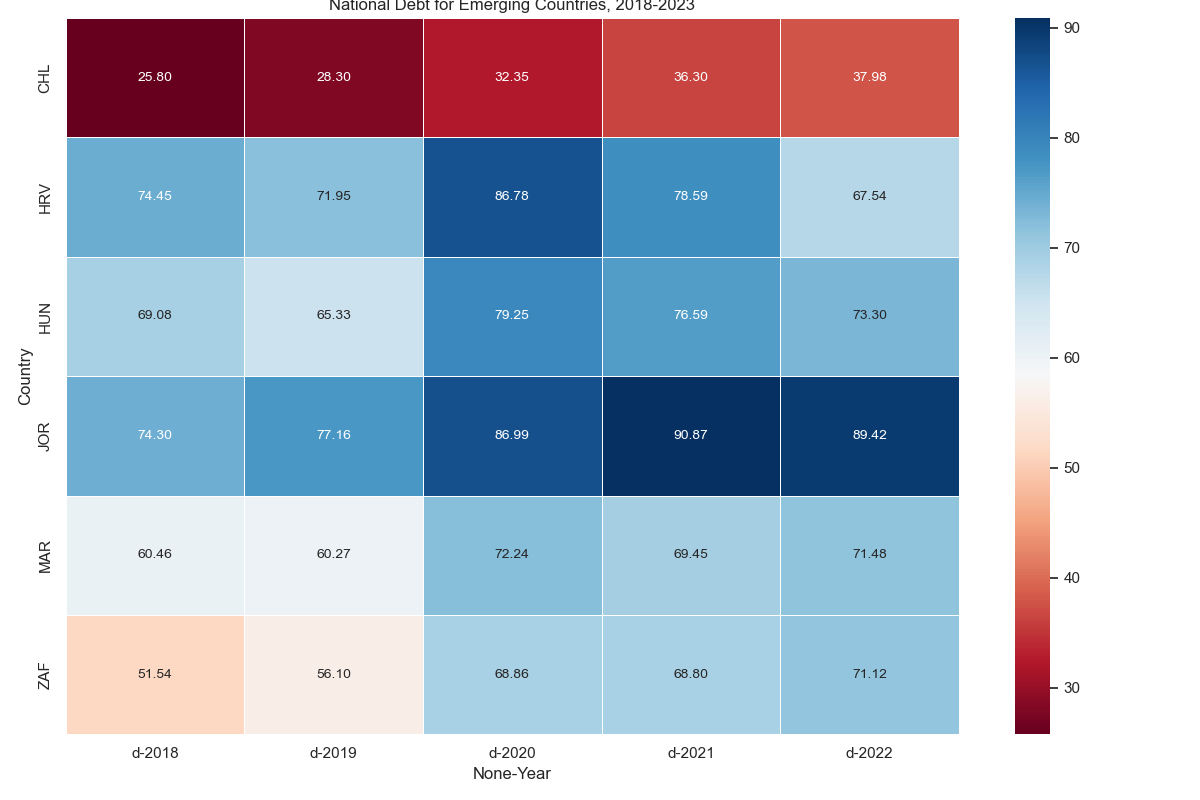 National Debt for Emerging Countries, 2018-2023
CHL 25.80 28.30 32.35 36.30 37.98
HRV 74.45 71.95 86.78 78.59 67.54
HUN 69.08 65.33 79.25 76.59 73.30
JOR 74.30 77.16 86.99 90.87 89.42
MAR 60.46 60.27 72.24 69.45 71.48
ZAF 51.54 56.10 68.86 68.80 71.12
Country
d-2018 d-2019 d-2020 d-2021 d-2022
None-Year
90
80
70
60
50
40
30